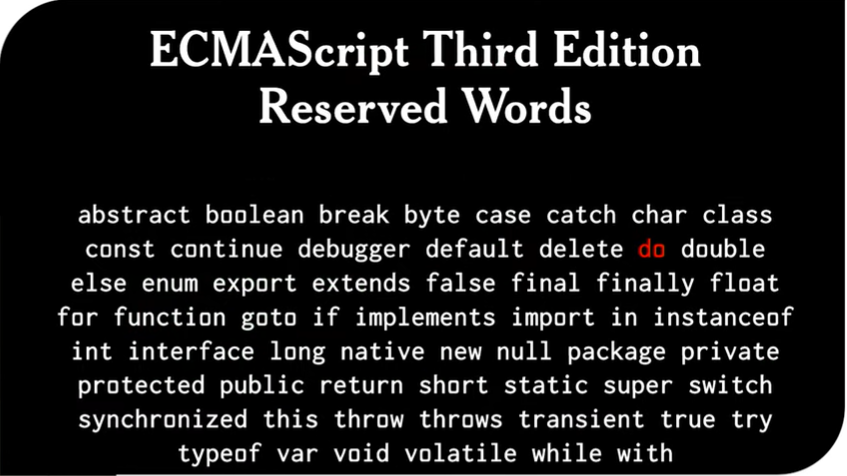 ECMAScript Third Edition
Reserved Words
abstract boolean break byte case catch char class
const continue debugger default delete do double
else enum export extends false final finally float
for function goto if implements import in instanceof
int interface long native new null package private
protected public return short static super switch
synchronized this throw throws transient true try
typeof var void volatile while with